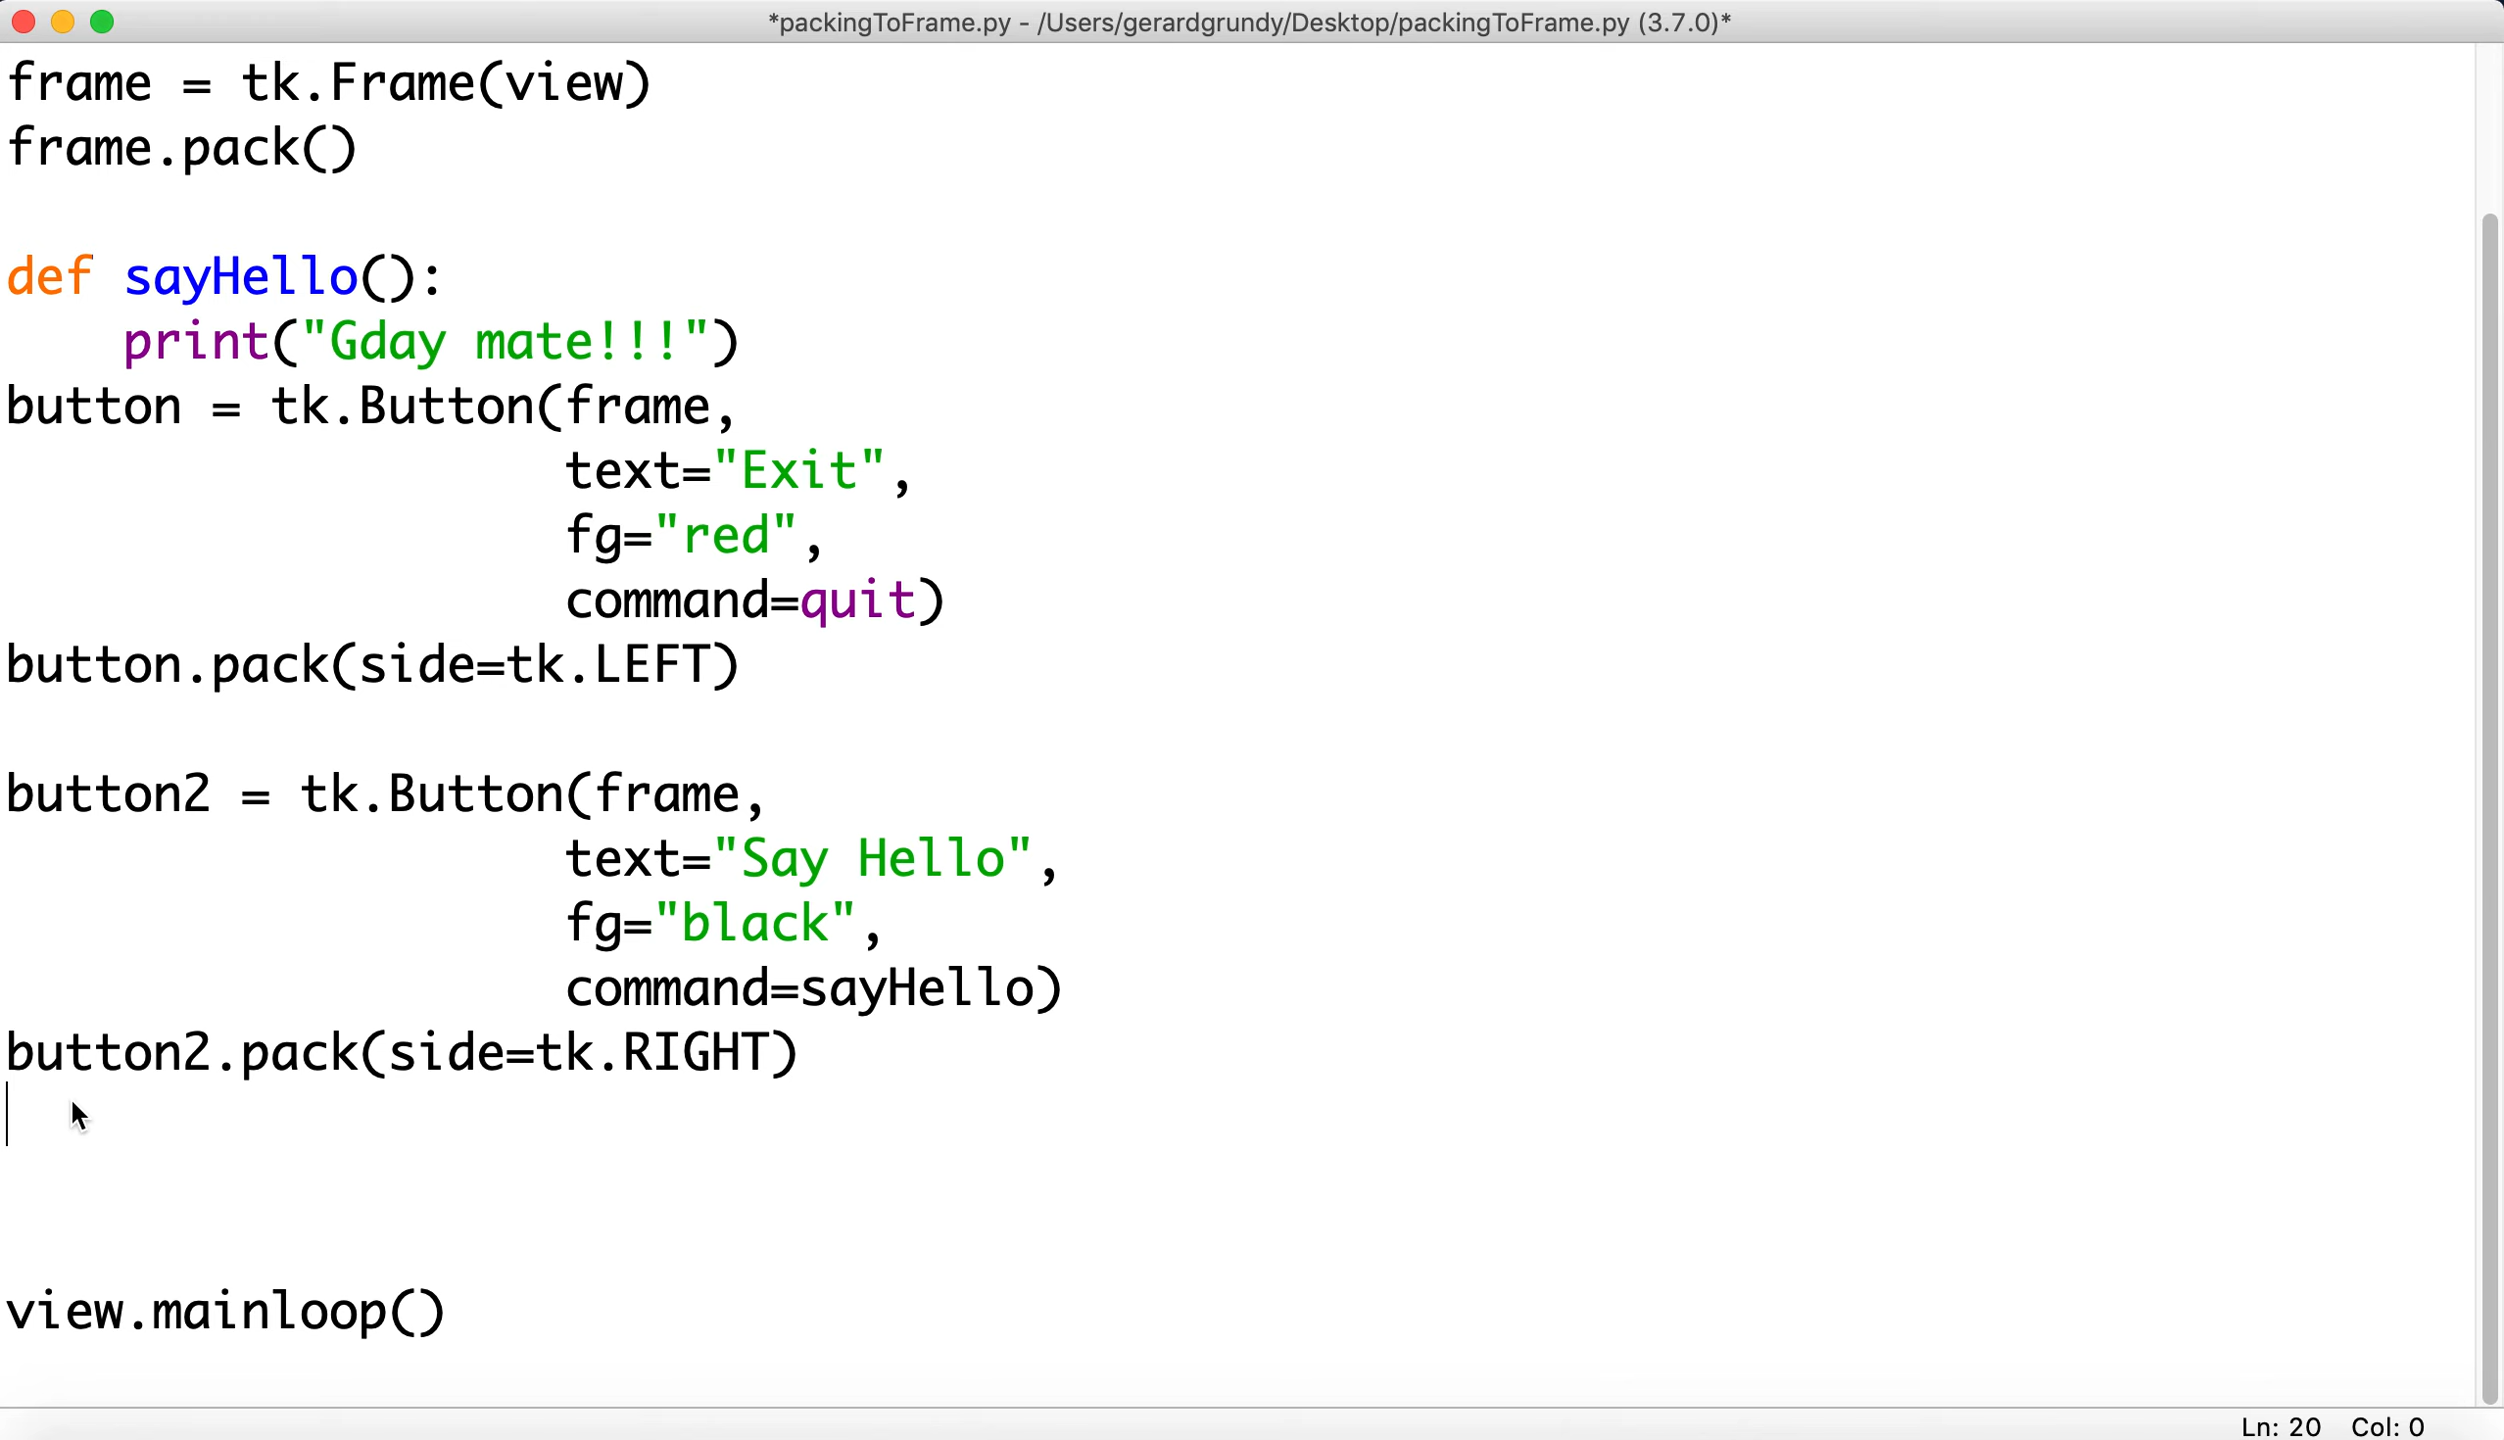 *packingToFrame.py - /Users/gerardgrundy/Desktop/packingToFrame.py (3.7.0)*
frame = tk.Frame(view)
frame.pack()
def sayHello():
    print("Gday mate!!!")
button = tk.Button(frame,
                   text="Exit",
                   fg="red",
                   command=quit)
button.pack(side=tk.LEFT)
button2 = tk.Button(frame,
                   text="Say Hello",
                   fg="black",
                   command=sayHello)
button2.pack(side=tk.RIGHT)
view.mainloop()
Ln: 20 Col: 0